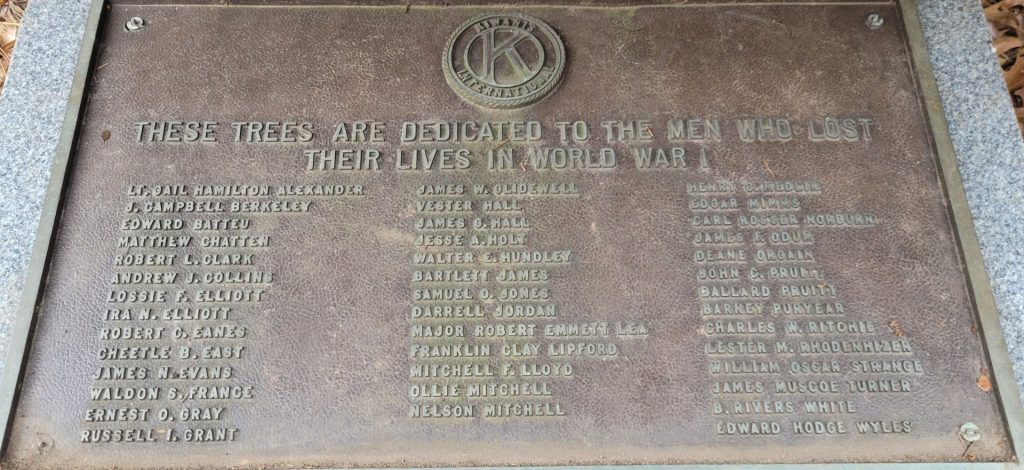 KIWANIS
K
INTERNATIONAL
THESE TREES ARE DEDICATED TO THE MEN WHO LOST
THEIR LIVES IN WORLD WAR I
LT. GAIL HAMILTON ALEXANDER
J. CAMPBELL BERKELEY
EDWARD BATTEU
MATTHEW CHATTEN
ROBERT L. CLARK
ANDREW J. COLLINS
LOSSIE F. ELLIOTT
IRA N. ELLIOTT
ROBERT C. EANES
CHEETLE B. EAST
JAMES N. EVANS
WALDON S. FRANCE
ERNEST O. GRAY
RUSSELL I. GRANT
JAMES W. GLIDEWELL
VESTER HALL
JAMES G. HALL
JESSE A. HOLT
WALTER E. HUNDLEY
BARTLETT JAMES
SAMUEL O. JONES
DARRELL JORDAN
MAJOR ROBERT EMMETT LEA
FRANKLIN CLAY LIPFORD
MITCHELL F. LLOYD
OLLIE MITCHELL
NELSON MITCHELL
HENRY MEDLIN
EDGAR MIMMS
CARL ROSSER NORBURN
JAMES F. ODUM
DEANE ORGAIN
JOHN C. PRUITT
BALLARD PRUITT
BARNEY PURYEAR
CHARLES W. RITCHIE
LESTER M. RHODENHIZER
WILLIAM OSCAR STRANGE
JAMES MUSCOE TURNER
B. RIVERS WHITE
EDWARD HODGE WYLES